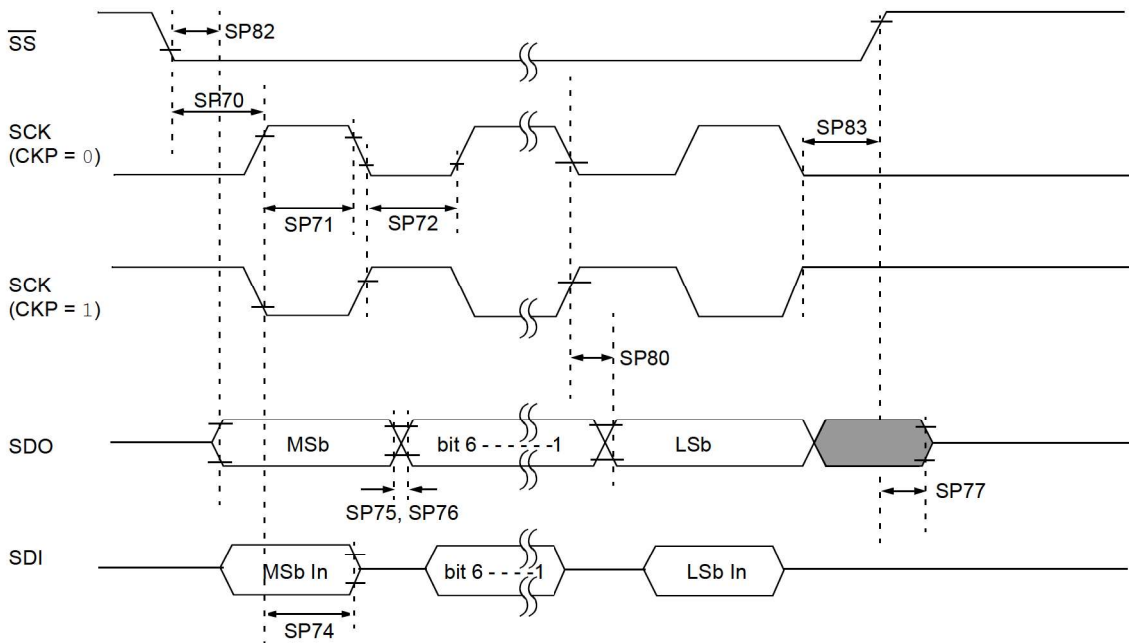 SS
SP82
SP70
SCK
(CKP = 0)
SP83
SP71
SP72
SCK
(CKP = 1)
SP80
SDO
MSb
bit 6 - - - - - -1
LSb
SP77
SP75, SP76
SDI
MSb In
bit 6 - - - - -1
LSb In
SP74